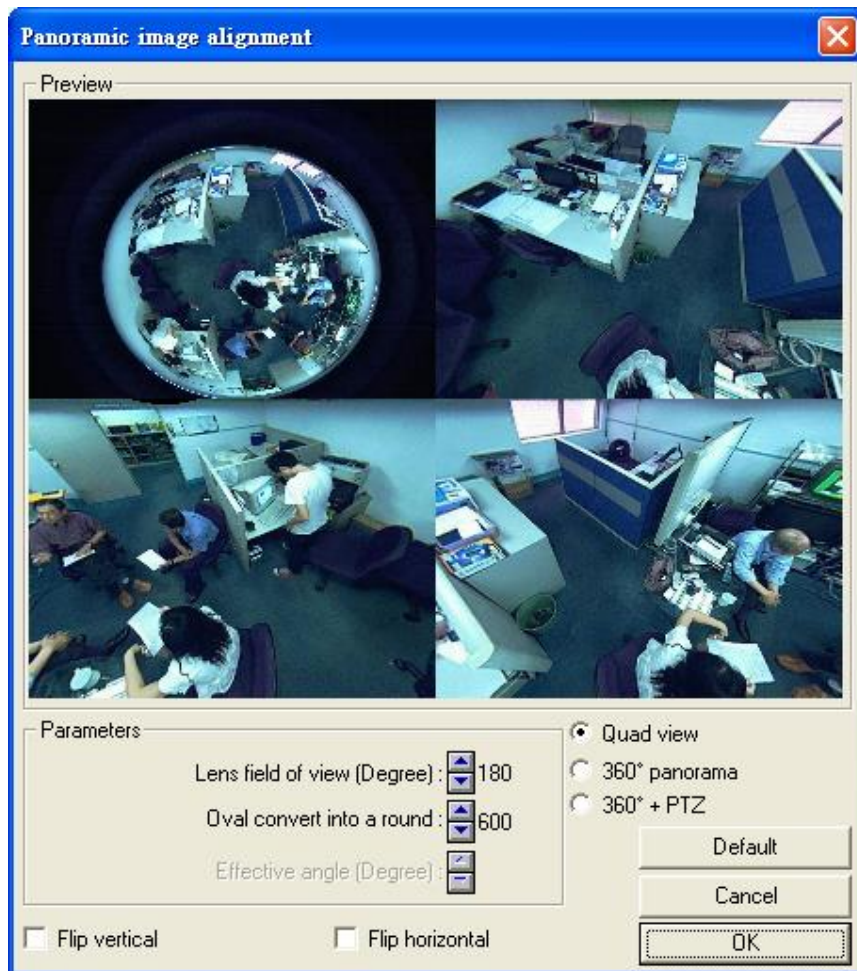 Panoramic image alignment
Preview
Parameters
Lens field of view (Degree) : 180
Oval convert into a round : 600
Effective angle (Degree) :
Quad view
360° panorama
360° + PTZ
Default
Cancel
OK
Flip vertical
Flip horizontal